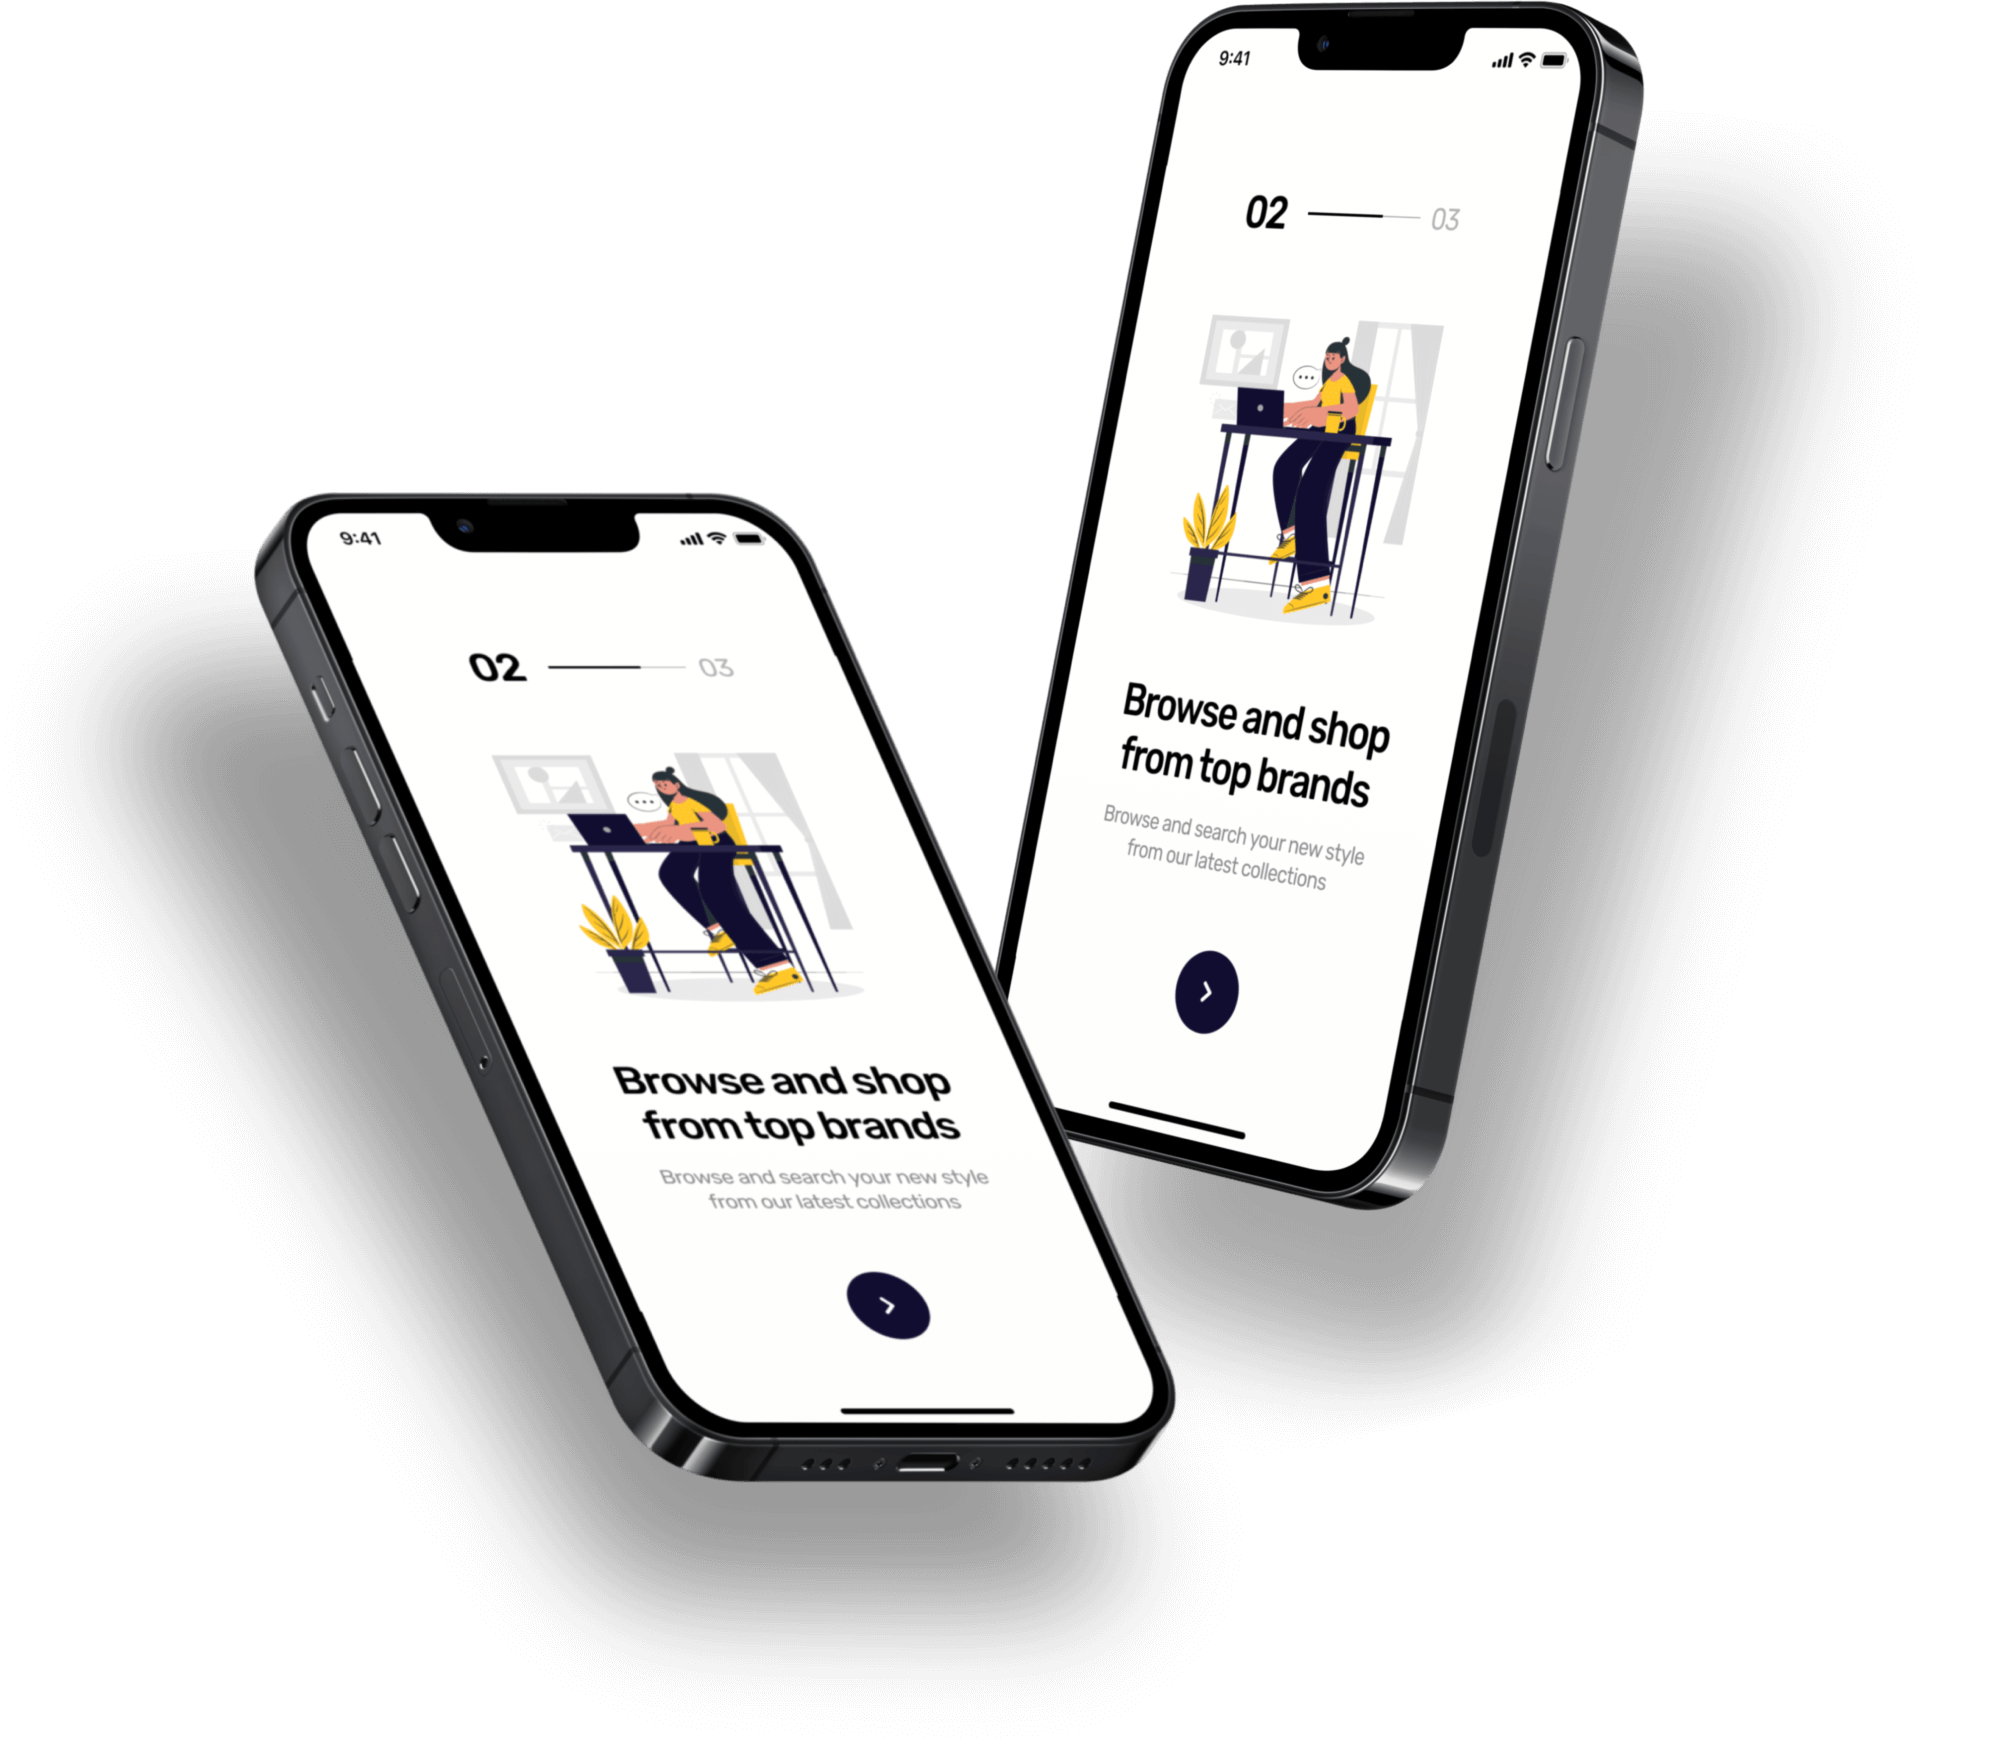 9:41
02 03
Browse and shop
from top brands
Browse and search your new style
from our latest collections
9:41
02 03
Browse and shop
from top brands
Browse and search your new style
from our latest collections